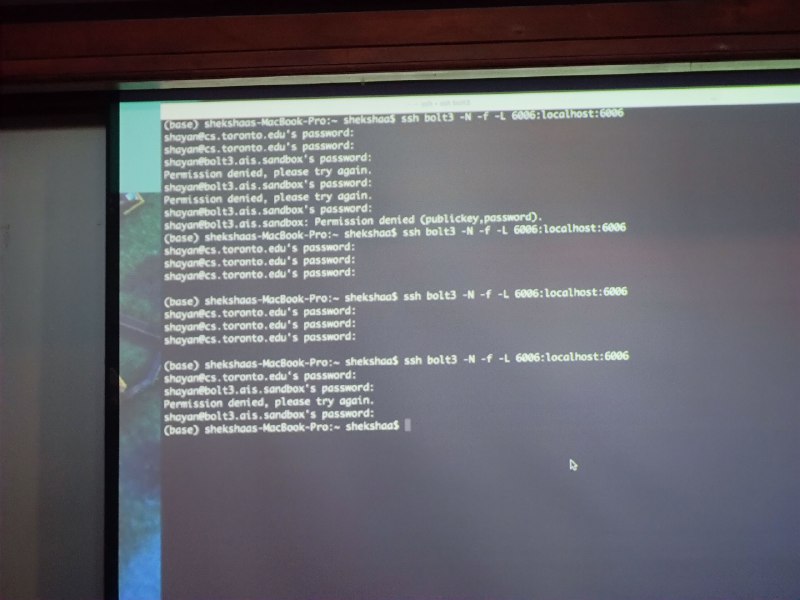 (base) shekshaas-MacBook-Pro:~ shekshaa$ ssh bolt3 -N -f -L 6006:localhost:6006
shayan@cs.toronto.edu's password:
shayan@cs.toronto.edu's password:
shayan@bolt3.ais.sandbox's password:
Permission denied, please try again.
shayan@bolt3.ais.sandbox's password:
Permission denied, please try again.
shayan@bolt3.ais.sandbox's password:
shayan@bolt3.ais.sandbox: Permission denied (publickey,password).
(base) shekshaas-MacBook-Pro:~ shekshaa$ ssh bolt3 -N -f -L 6006:localhost:6006
shayan@cs.toronto.edu's password:
shayan@cs.toronto.edu's password:
shayan@cs.toronto.edu's password:
(base) shekshaas-MacBook-Pro:~ shekshaa$ ssh bolt3 -N -f -L 6006:localhost:6006
shayan@cs.toronto.edu's password:
shayan@cs.toronto.edu's password:
shayan@cs.toronto.edu's password:
(base) shekshaas-MacBook-Pro:~ shekshaa$ ssh bolt3 -N -f -L 6006:localhost:6006
shayan@cs.toronto.edu's password:
shayan@bolt3.ais.sandbox's password:
Permission denied, please try again.
shayan@bolt3.ais.sandbox's password:
(base) shekshaas-MacBook-Pro:~ shekshaa$